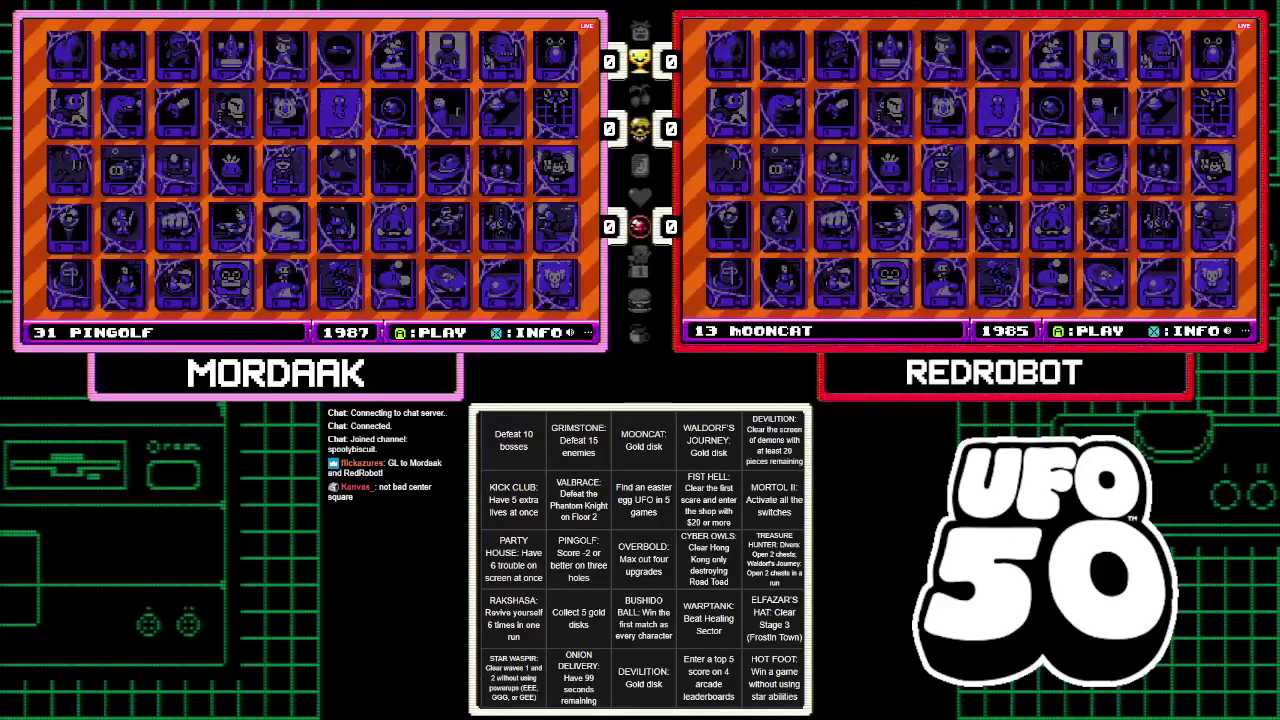 LIVE
LIVE
0 0
0 0
0 0
31 PINGOLF 1987 A:PLAY X:INFO
13 MOONCAT 1985 A:PLAY X:INFO
MORDAAK
REDROBOT
Chat: Connecting to chat server..
Chat: Connected.
Chat: Joined channel:
spootybiscuit.
fflickazures: GL to Mordaak
and RedRobot!
Kanvas_: not bad center
square
Defeat 10
bosses
GRIMSTONE:
Defeat 15
enemies
MOONCAT:
Gold disk
WALDORF'S
JOURNEY:
Gold disk
DEVILITION:
Clear the screen
of demons with
at least 20
pieces remaining
KICK CLUB:
Have 5 extra
lives at once
VALBRACE:
Defeat the
Phantom Knight
on Floor 2
Find an easter
egg UFO in 5
games
FIST HELL:
Clear the first
scare and enter
the shop with
$20 or more
MORTOL II:
Activate all the
switches
PARTY
HOUSE: Have
6 trouble on
screen at once
PINGOLF:
Score -2 or
better on three
holes
OVERBOLD:
Max out four
upgrades
CYBER OWLS:
Clear Hong
Kong only
destroying
Road Toad
TREASURE
HUNTER: Divers:
Open 2 chests;
Waldorf's Journey:
Open 2 chests in a
run
RAKSHASA:
Revive yourself
6 times in one
run
Collect 5 gold
disks
BUSHIDO
BALL: Win the
first match as
every character
WARPTANK:
Beat Healing
Sector
ELFAZAR'S
HAT: Clear
Stage 3
(Frostin Town)
STAR WASPIR:
Clear waves 1 and
2 without using
powerups (EEE,
GGG, or GEE)
ONION
DELIVERY:
Have 99
seconds
remaining
DEVILITION:
Gold disk
Enter a top 5
score on 4
arcade
leaderboards
HOT FOOT:
Win a game
without using
star abilities
UFO
50
TM